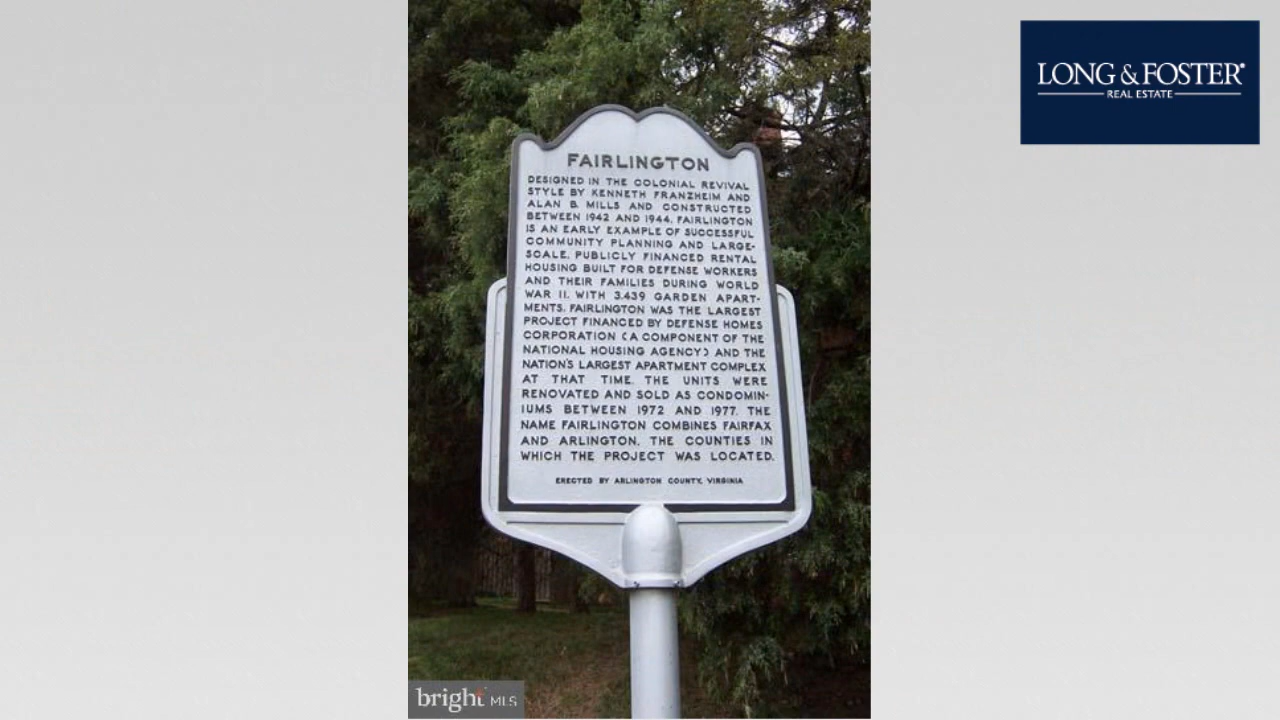 LONG & FOSTER®
REAL ESTATE
FAIRLINGTON
DESIGNED IN THE COLONIAL REVIVAL
STYLE BY KENNETH FRANZHEIM AND
ALAN B. MILLS AND CONSTRUCTED
BETWEEN 1942 AND 1944, FAIRLINGTON
IS AN EARLY EXAMPLE OF SUCCESSFUL
COMMUNITY PLANNING AND LARGE-
SCALE, PUBLICLY FINANCED RENTAL
HOUSING BUILT FOR DEFENSE WORKERS
AND THEIR FAMILIES DURING WORLD
WAR II. WITH 3,439 GARDEN APART-
MENTS, FAIRLINGTON WAS THE LARGEST
PROJECT FINANCED BY DEFENSE HOMES
CORPORATION (A COMPONENT OF THE
NATIONAL HOUSING AGENCY) AND THE
NATION'S LARGEST APARTMENT COMPLEX
AT THAT TIME. THE UNITS WERE
RENOVATED AND SOLD AS CONDOMIN-
IUMS BETWEEN 1972 AND 1977. THE
NAME FAIRLINGTON COMBINES FAIRFAX
AND ARLINGTON, THE COUNTIES IN
WHICH THE PROJECT WAS LOCATED.
ERECTED BY ARLINGTON COUNTY, VIRGINIA
bright MLS